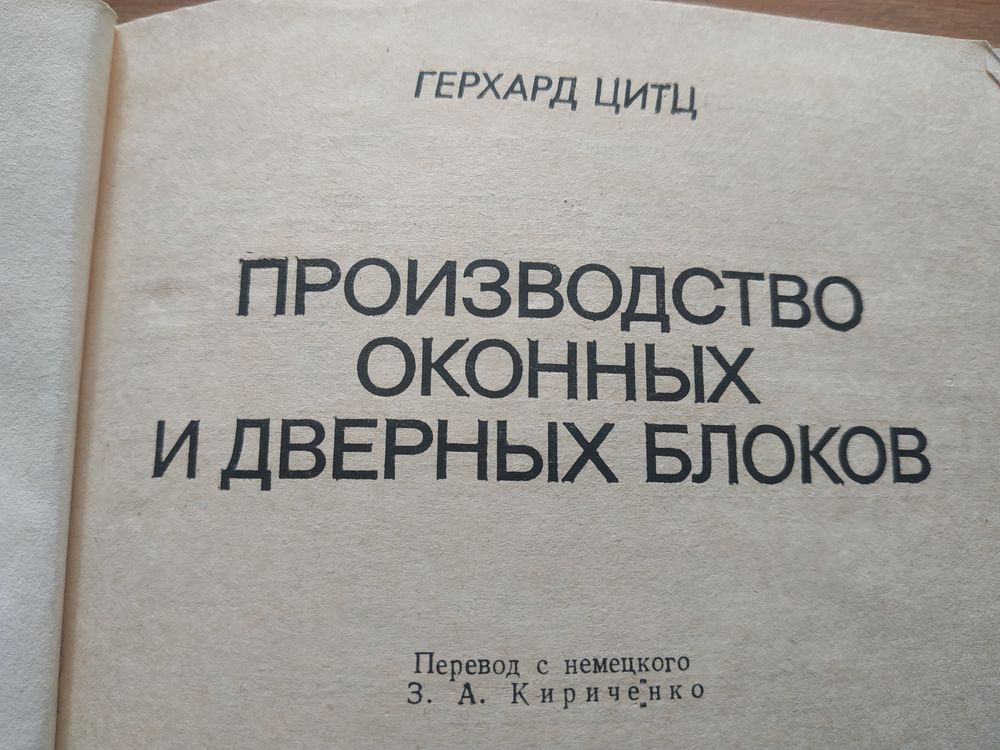 ГЕРХАРД ЦИТЦ
ПРОИЗВОДСТВО
ОКОННЫХ
И ДВЕРНЫХ БЛОКОВ
Перевод с немецкого
З. А. Кириченко